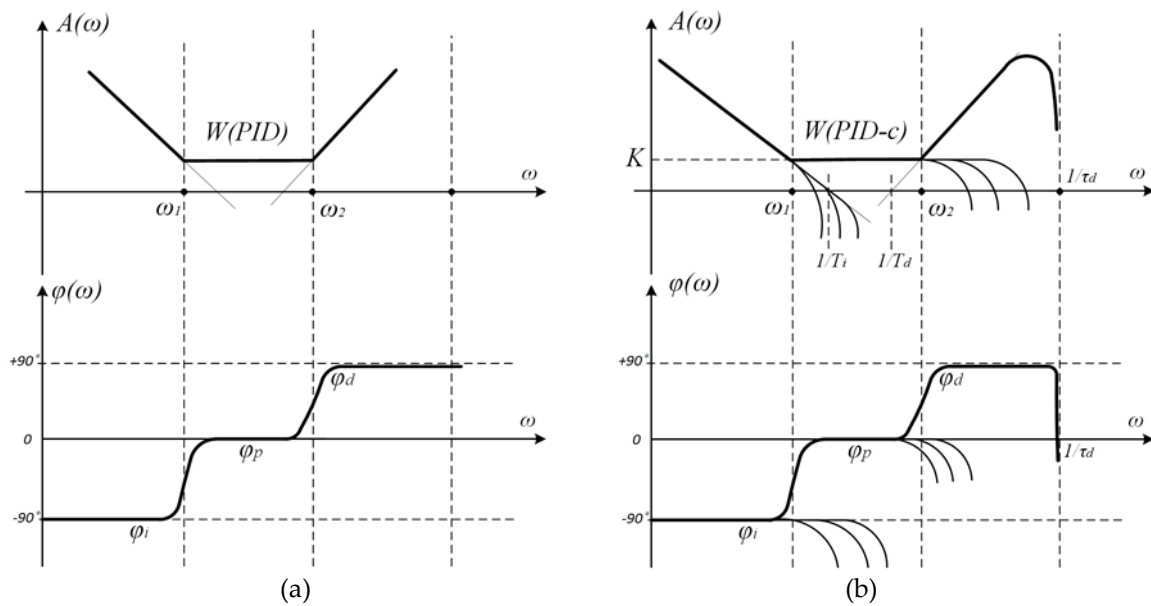 A(ω)
W(PID)
ω
ω₁
ω₂
φ(ω)
+90°
φd
0
φp
ω
-90°
φi
(a)
A(ω)
W(PID-c)
K
1/τd
ω
ω₁
ω₂
1/Ti
1/Td
φ(ω)
+90°
φd
0
φp
ω
1/τd
-90°
φi
(b)